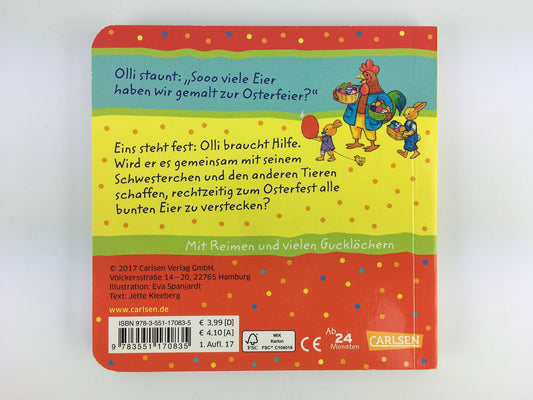 Olli staunt: „Sooo viele Eier
haben wir gemalt zur Osterfeier?“
Eins steht fest: Olli braucht Hilfe.
Wird er es gemeinsam mit seinem
Schwesterchen und den anderen Tieren
schaffen, rechtzeitig zum Osterfest alle
bunten Eier zu verstecken?
Mit Reimen und vielen Gucklöchern
© 2017 Carlsen Verlag GmbH,
Völckersstraße 14–20, 22765 Hamburg
Illustration: Eva Spanjardt
Text: Jette Kleeberg
www.carlsen.de
ISBN 978-3-551-17083-5
9 783551 170835
€ 3,99 [D]
€ 4,10 [A]
1. Aufl. 17
FSC
MIX
Karton
FSC® C104018
CE
Ab
24
Monaten
CARLSEN